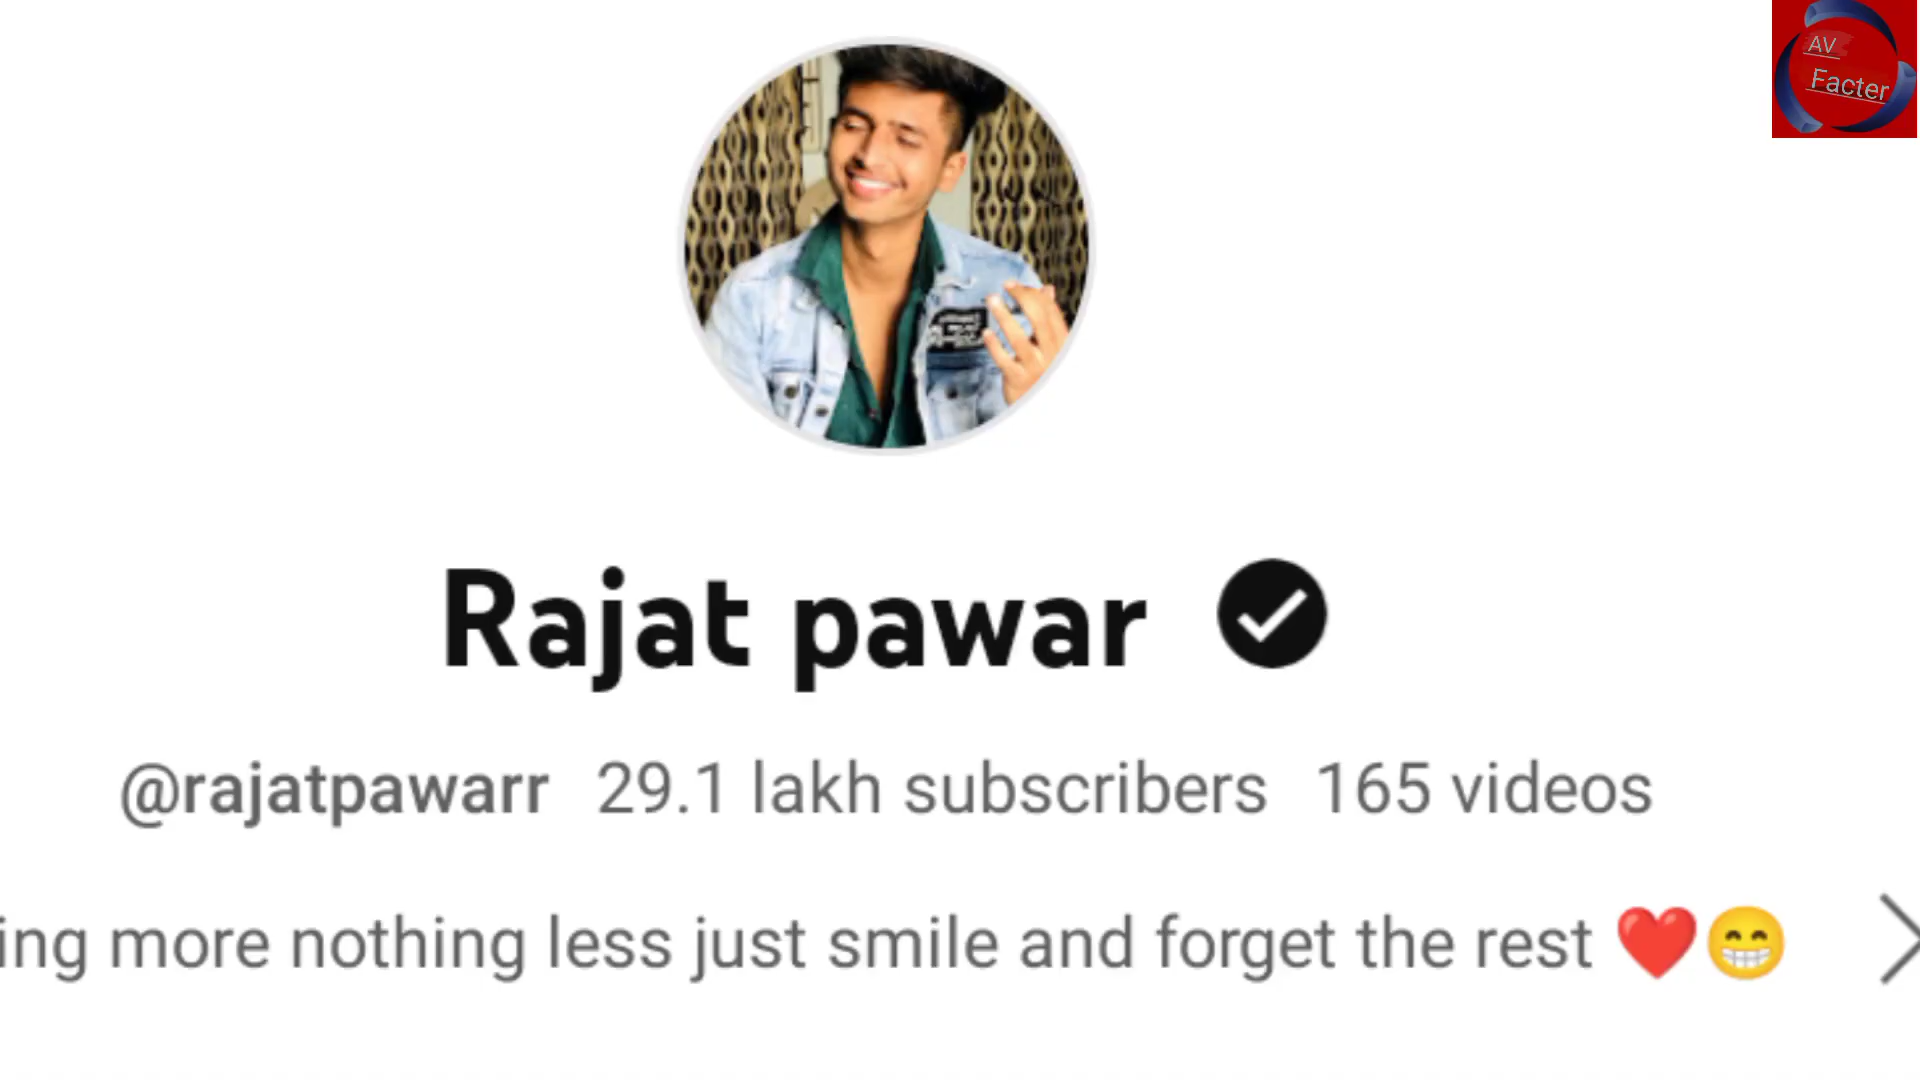 AV
Facter
Rajat pawar
@rajatpawarr 29.1 lakh subscribers 165 videos
ing more nothing less just smile and forget the rest ❤️😁